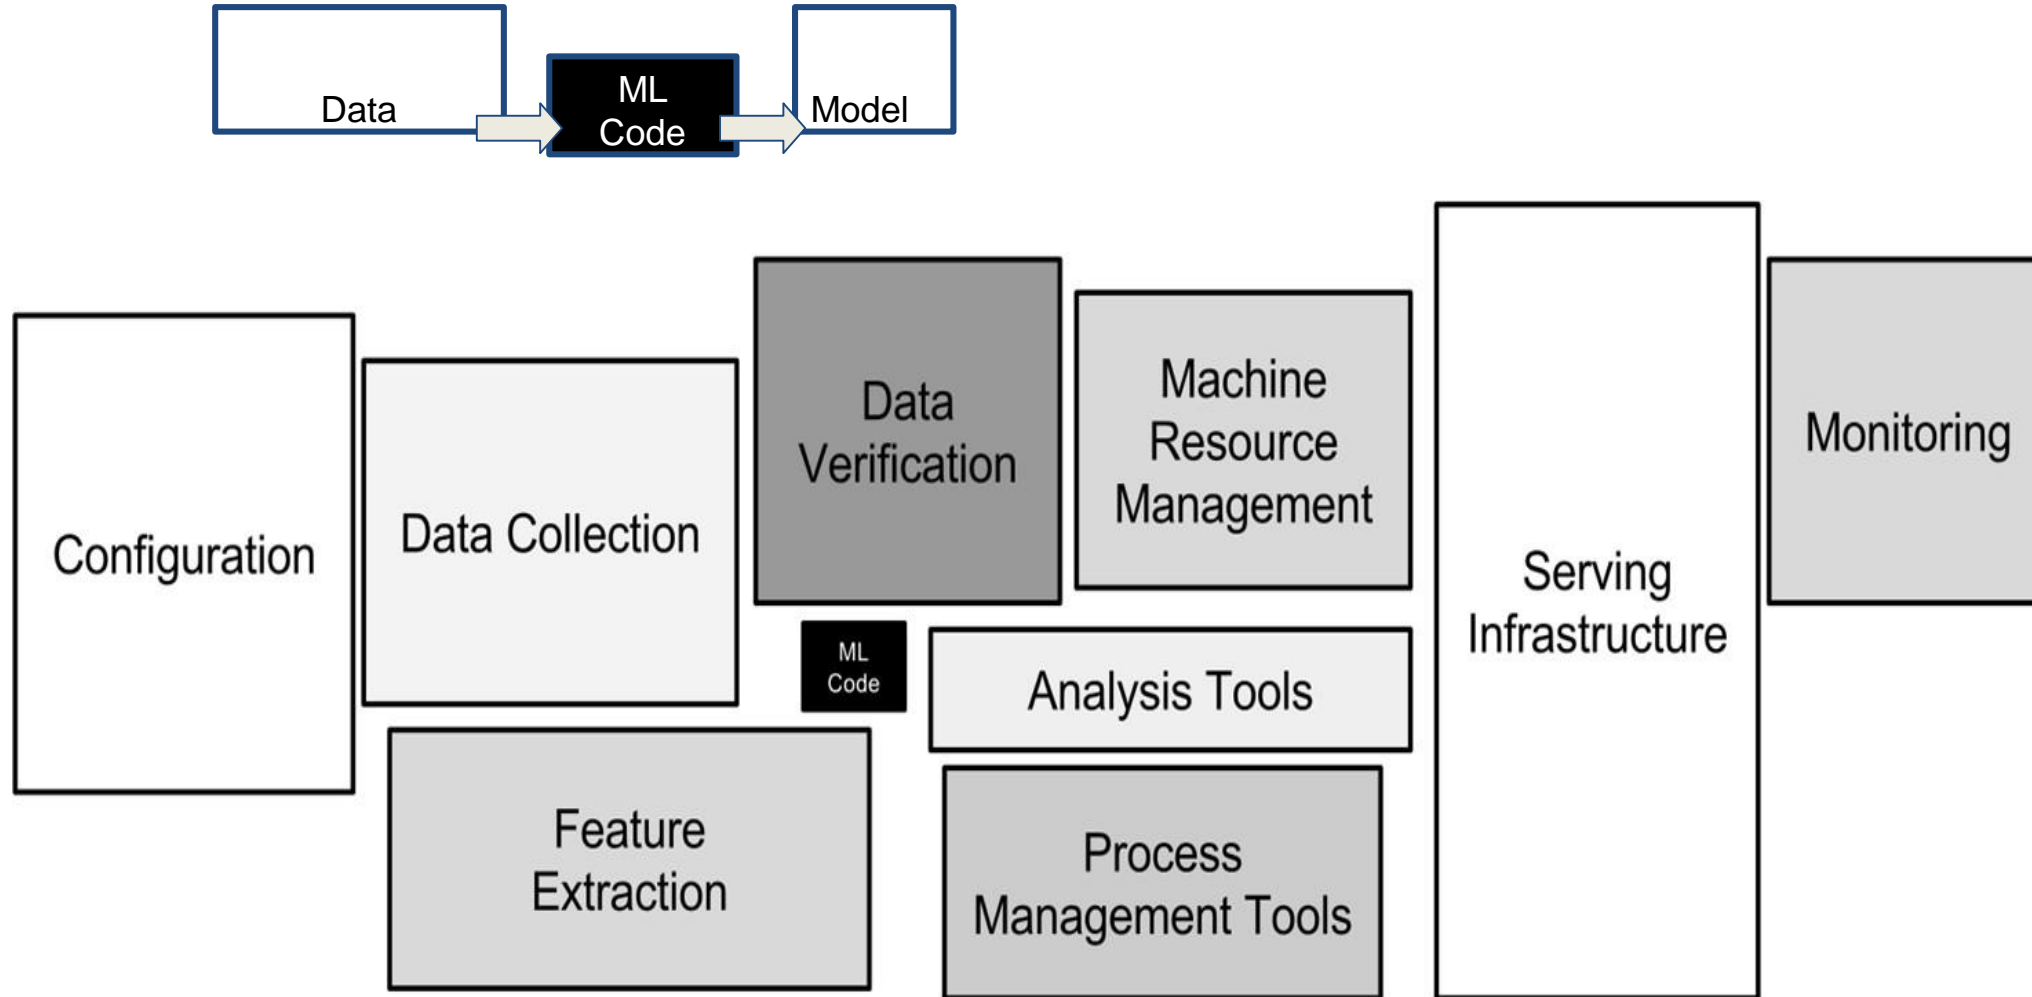 Data
ML
Code
Model
Configuration
Data Collection
Data
Verification
Machine
Resource
Management
ML
Code
Analysis Tools
Feature
Extraction
Process
Management Tools
Serving
Infrastructure
Monitoring